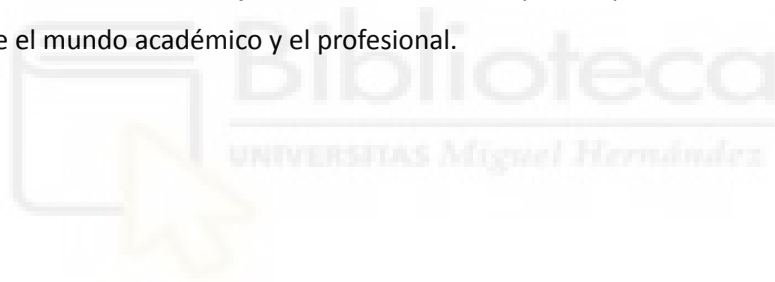 e el mundo académico y el profesional.
Biblioteca
UNIVERSITAS Miguel Hernández